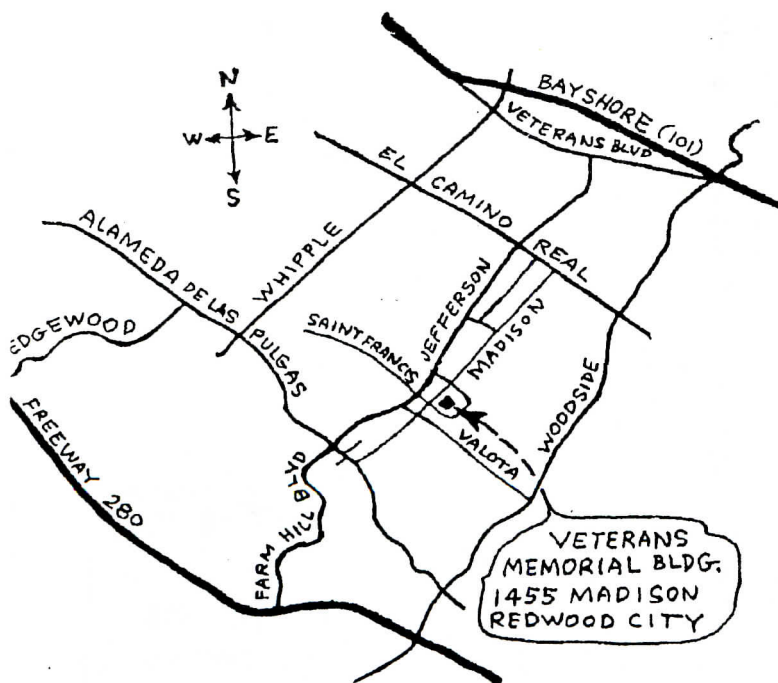 N
W E
S
BAYSHORE (101)
VETERANS BLVD
EL CAMINO REAL
ALAMEDA DE LAS PULGAS
WHIPPLE
EDGEWOOD
SAINT FRANCIS
JEFFERSON
MADISON
WOODSIDE
VALOTA
FREEWAY 280
FARM HILL BLVD
VETERANS
MEMORIAL BLDG.
1455 MADISON
REDWOOD CITY